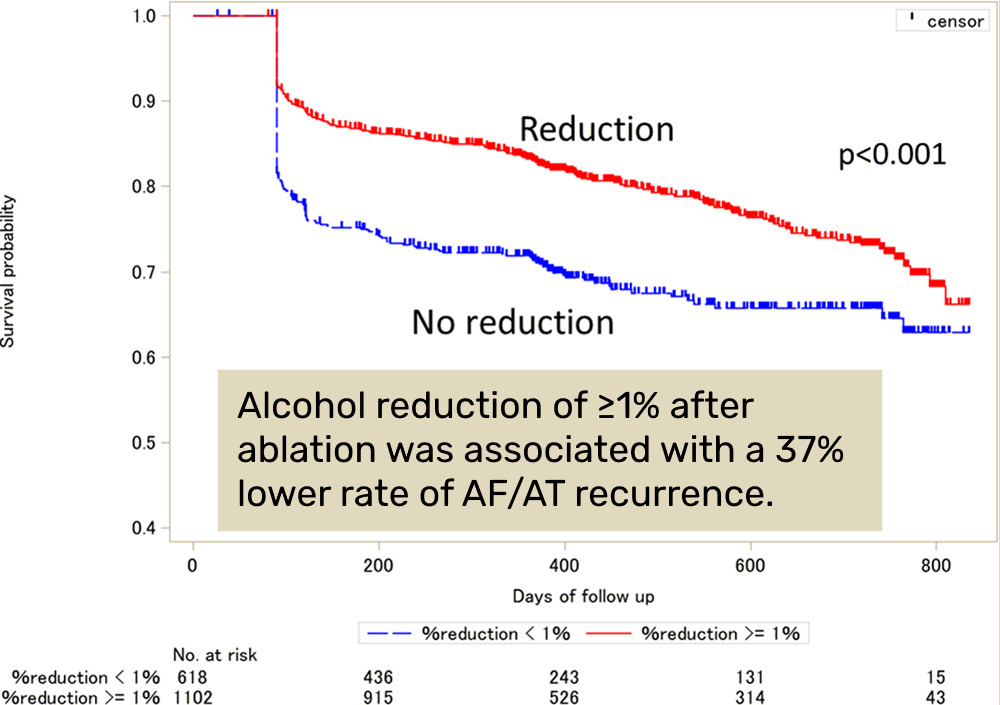 1.0
censor
0.9
Reduction
p<0.001
0.8
Survival probability
0.7
No reduction
0.6
Alcohol reduction of ≥1% after
ablation was associated with a 37%
0.5
lower rate of AF/AT recurrence.
0.4
0 200 400 600 800
Days of follow up
%reduction < 1% %reduction >= 1%
No. at risk
%reduction < 1% 618 436 243 131 15
%reduction >= 1% 1102 915 526 314 43